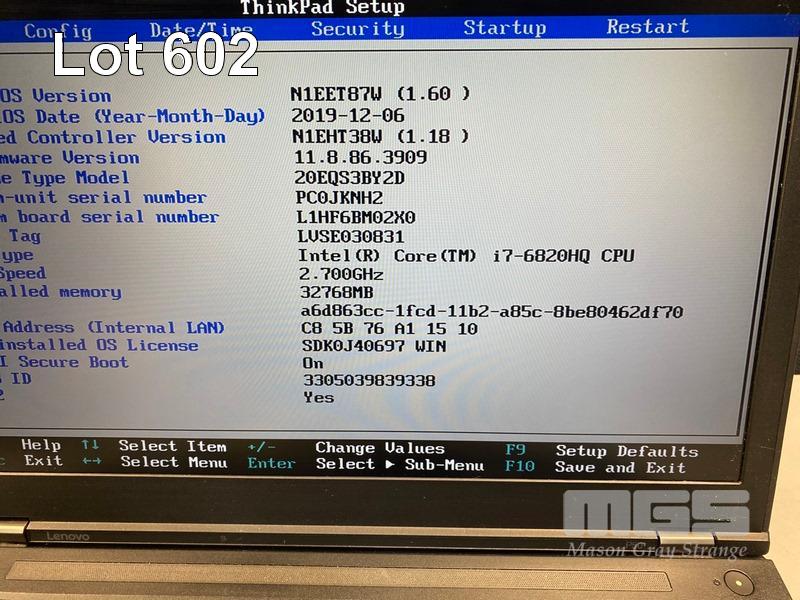 ThinkPad Setup
Config Date/Time Security Startup Restart
Lot 602
OS Version N1EET87W (1.60 )
OS Date (Year-Month-Day) 2019-12-06
ed Controller Version N1EHT38W (1.18 )
mware Version 11.8.86.3909
e Type Model 20EQS3BY2D
-unit serial number PC0JKNH2
m board serial number L1HF6BM02X0
Tag LVSE030831
ype Intel(R) Core(TM) i7-6820HQ CPU
Speed 2.700GHz
alled memory 32768MB
a6d863cc-1fcd-11b2-a85c-8be80462df70
Address (Internal LAN) C8 5B 76 A1 15 10
installed OS License SDK0J40697 WIN
I Secure Boot On
ID 3305039839338
2 Yes
Help ↑↓ Select Item +/- Change Values F9 Setup Defaults
c Exit ←→ Select Menu Enter Select ▶ Sub-Menu F10 Save and Exit
MGS
Lenovo
Mason Gray Strange